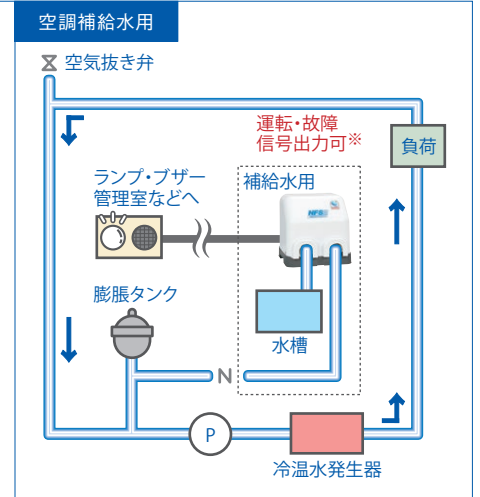 空調補給水用
空気抜き弁
運転・故障
信号出力可※
負荷
ランプ・ブザー
管理室などへ
補給水用
NF3
膨脹タンク
水槽
N
P
冷温水発生器